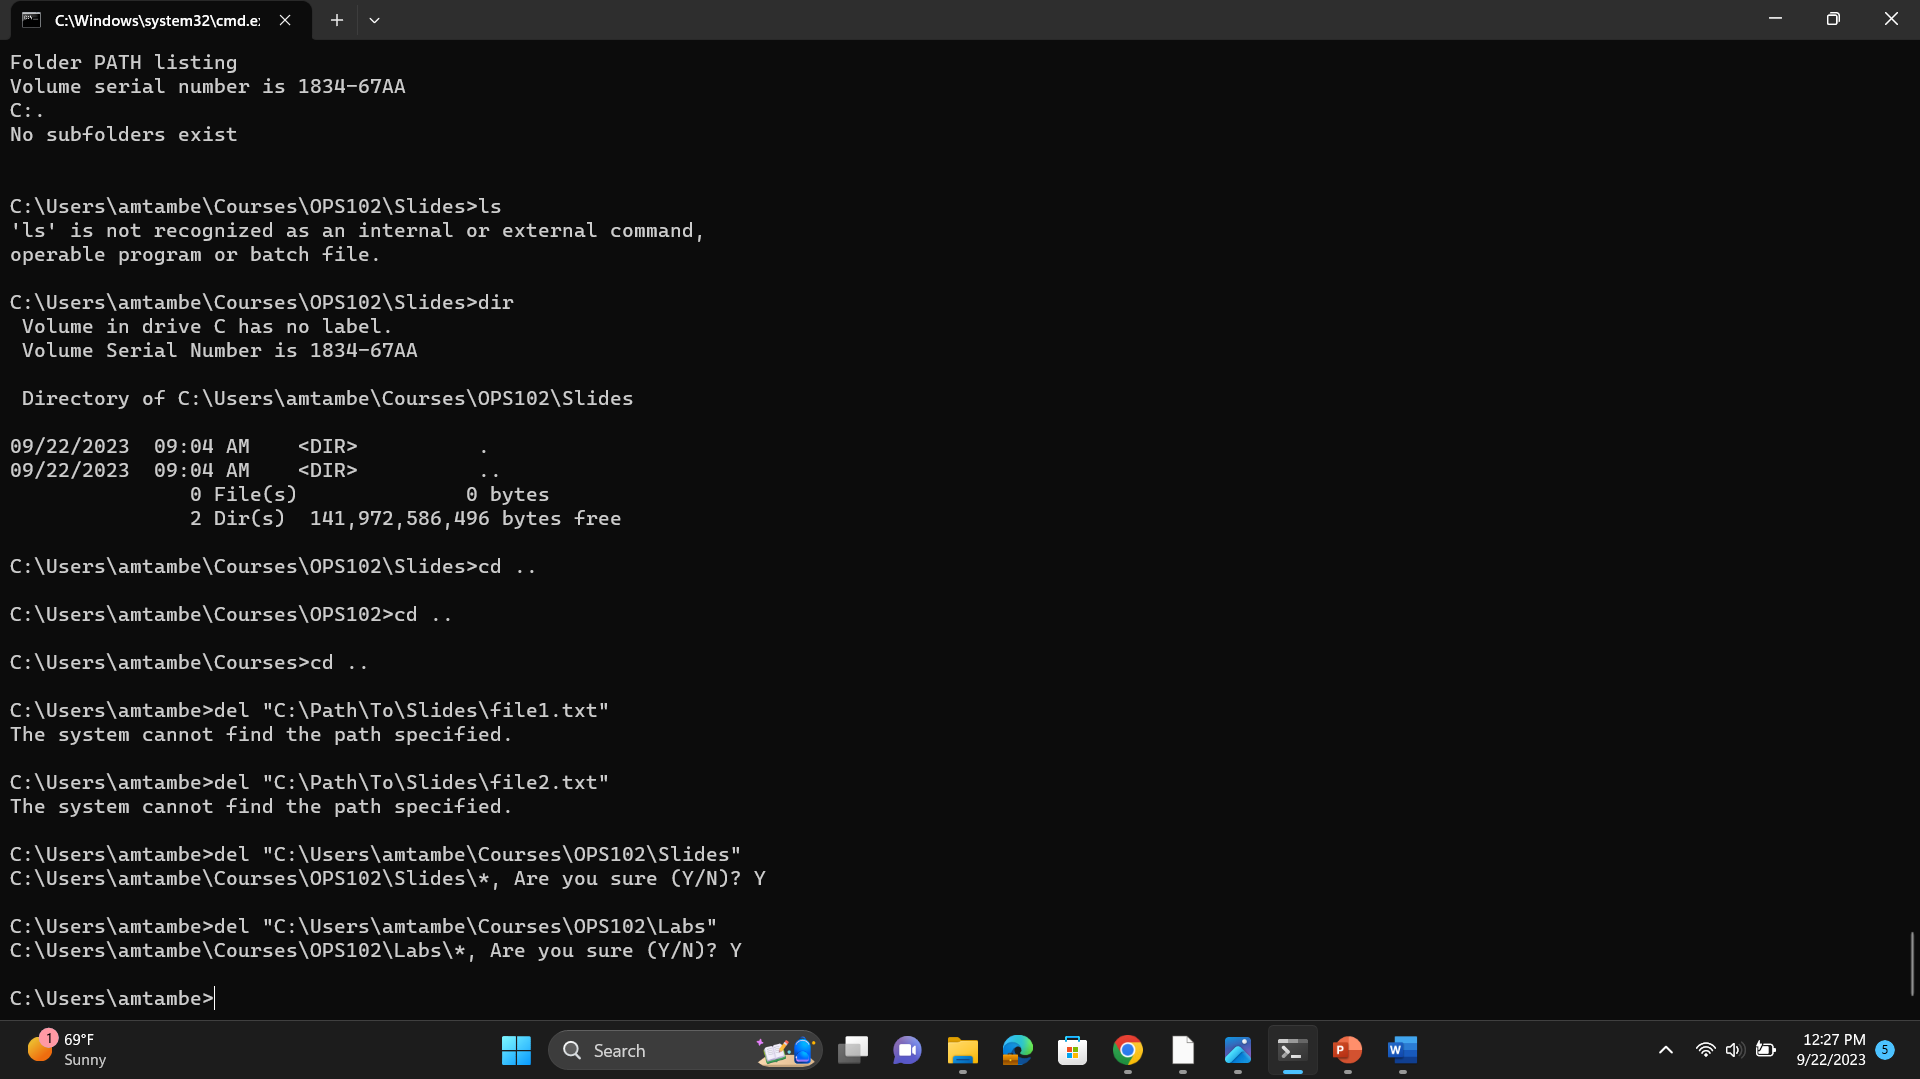 C:\Windows\system32\cmd.e
Folder PATH listing
Volume serial number is 1834-67AA
C:.
No subfolders exist
C:\Users\amtambe\Courses\OPS102\Slides>ls
'ls' is not recognized as an internal or external command,
operable program or batch file.
C:\Users\amtambe\Courses\OPS102\Slides>dir
 Volume in drive C has no label.
 Volume Serial Number is 1834-67AA
 Directory of C:\Users\amtambe\Courses\OPS102\Slides
09/22/2023  09:04 AM    <DIR>          .
09/22/2023  09:04 AM    <DIR>          ..
               0 File(s)              0 bytes
               2 Dir(s)  141,972,586,496 bytes free
C:\Users\amtambe\Courses\OPS102\Slides>cd ..
C:\Users\amtambe\Courses\OPS102>cd ..
C:\Users\amtambe\Courses>cd ..
C:\Users\amtambe>del "C:\Path\To\Slides\file1.txt"
The system cannot find the path specified.
C:\Users\amtambe>del "C:\Path\To\Slides\file2.txt"
The system cannot find the path specified.
C:\Users\amtambe>del "C:\Users\amtambe\Courses\OPS102\Slides"
C:\Users\amtambe\Courses\OPS102\Slides\*, Are you sure (Y/N)? Y
C:\Users\amtambe>del "C:\Users\amtambe\Courses\OPS102\Labs"
C:\Users\amtambe\Courses\OPS102\Labs\*, Are you sure (Y/N)? Y
C:\Users\amtambe>
1
69°F
Sunny
Search
P
W
12:27 PM
9/22/2023
5